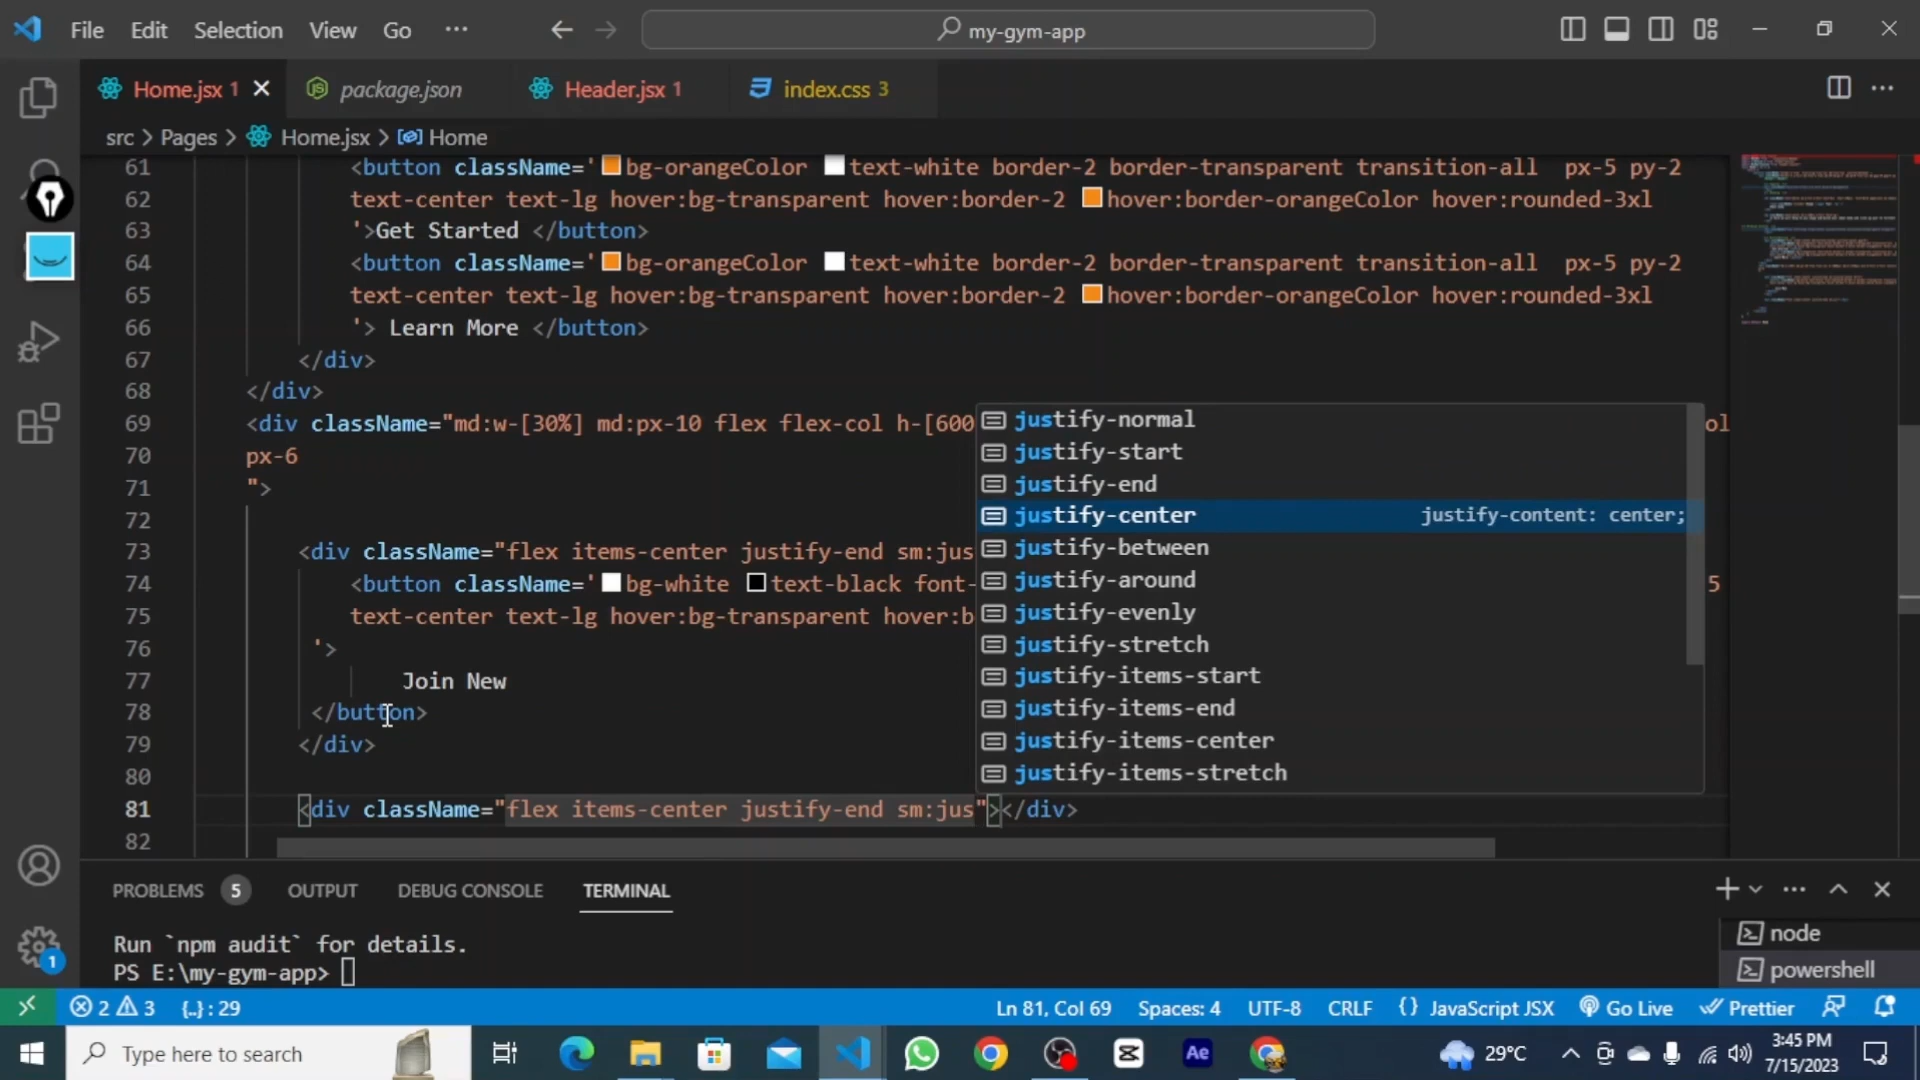 File Edit Selection View Go ··· my-gym-app
Home.jsx 1 package.json Header.jsx 1 index.css 3
src > Pages > Home.jsx > Home
61 <button className='bg-orangeColor text-white border-2 border-transparent transition-all px-5 py-2
62 text-center text-lg hover:bg-transparent hover:border-2 hover:border-orangeColor hover:rounded-3xl
63 '>Get Started </button>
64 <button className='bg-orangeColor text-white border-2 border-transparent transition-all px-5 py-2
65 text-center text-lg hover:bg-transparent hover:border-2 hover:border-orangeColor hover:rounded-3xl
66 '> Learn More </button>
67 </div>
68 </div>
69 <div className="md:w-[30%] md:px-10 flex flex-col h-[600 ol
70 px-6
71 ">
72
73 <div className="flex items-center justify-end sm:jus
74 <button className='bg-white text-black font- 5
75 text-center text-lg hover:bg-transparent hover:b
76 '>
77 Join New
78 </button>
79 </div>
80
81 <div className="flex items-center justify-end sm:jus"></div>
82
justify-normal
justify-start
justify-end
justify-center justify-content: center;
justify-between
justify-around
justify-evenly
justify-stretch
justify-items-start
justify-items-end
justify-items-center
justify-items-stretch
PROBLEMS 5 OUTPUT DEBUG CONSOLE TERMINAL
Run `npm audit` for details.
PS E:\my-gym-app>
node
powershell
1
2 3 {..} : 29 Ln 81, Col 69 Spaces: 4 UTF-8 CRLF {} JavaScript JSX Go Live Prettier
Type here to search Ae 29°C 3:45 PM
7/15/2023